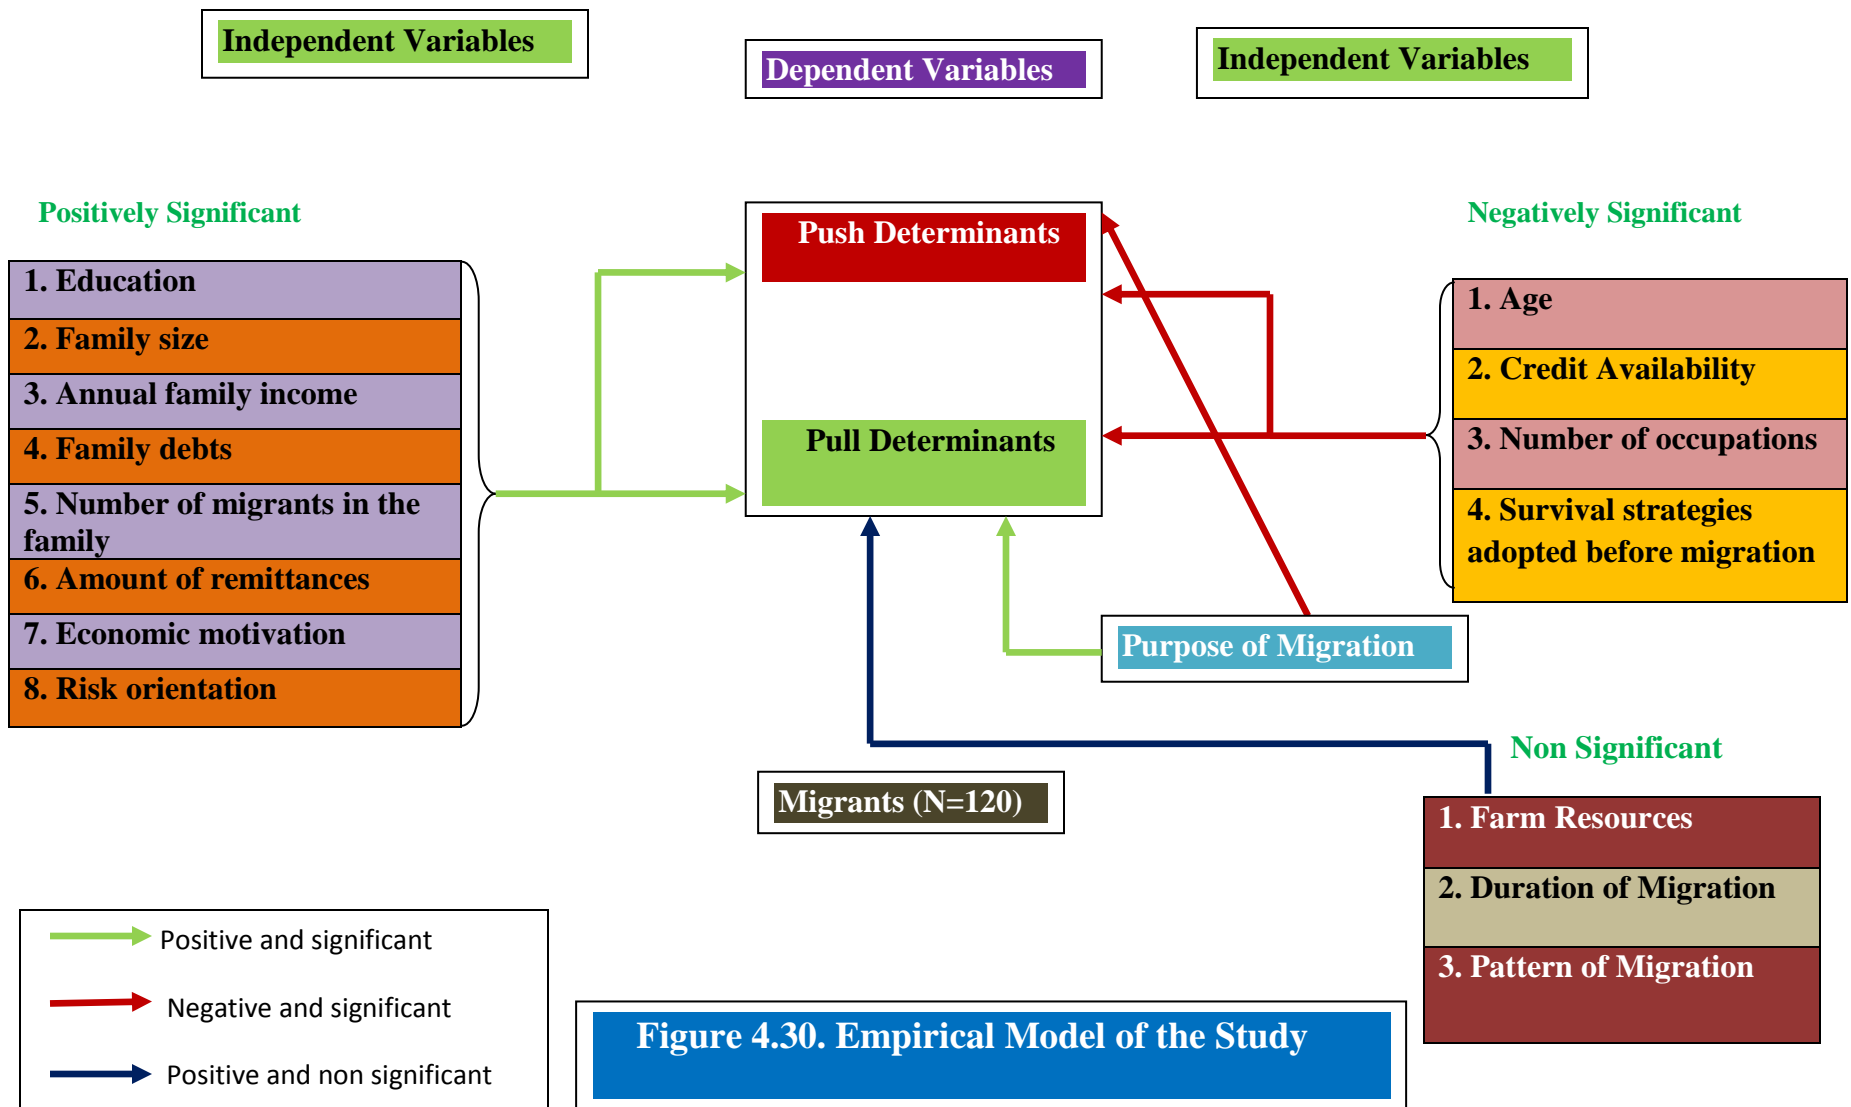 Independent Variables
Dependent Variables
Independent Variables
Positively Significant
1. Education
2. Family size
3. Annual family income
4. Family debts
5. Number of migrants in the
family
6. Amount of remittances
7. Economic motivation
8. Risk orientation
Push Determinants
Pull Determinants
Negatively Significant
1. Age
2. Credit Availability
3. Number of occupations
4. Survival strategies
adopted before migration
Purpose of Migration
Non Significant
1. Farm Resources
2. Duration of Migration
3. Pattern of Migration
Migrants (N=120)
Positive and significant
Negative and significant
Positive and non significant
Figure 4.30. Empirical Model of the Study